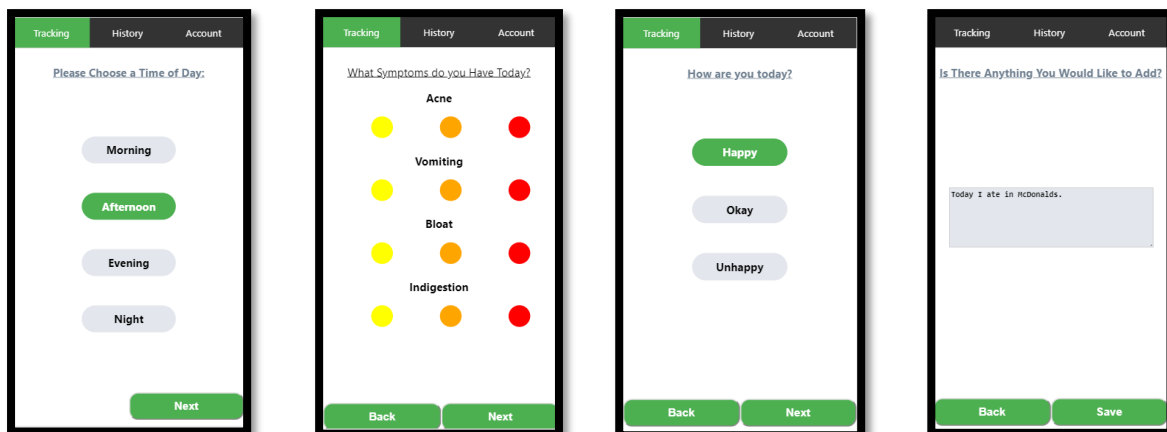 Tracking History Account
Please Choose a Time of Day:
Morning
Afternoon
Evening
Night
Next
Tracking History Account
What Symptoms do you Have Today?
Acne
Vomiting
Bloat
Indigestion
Back Next
Tracking History Account
How are you today?
Happy
Okay
Unhappy
Back Next
Tracking History Account
Is There Anything You Would Like to Add?
Today I ate in McDonalds.
Back Save